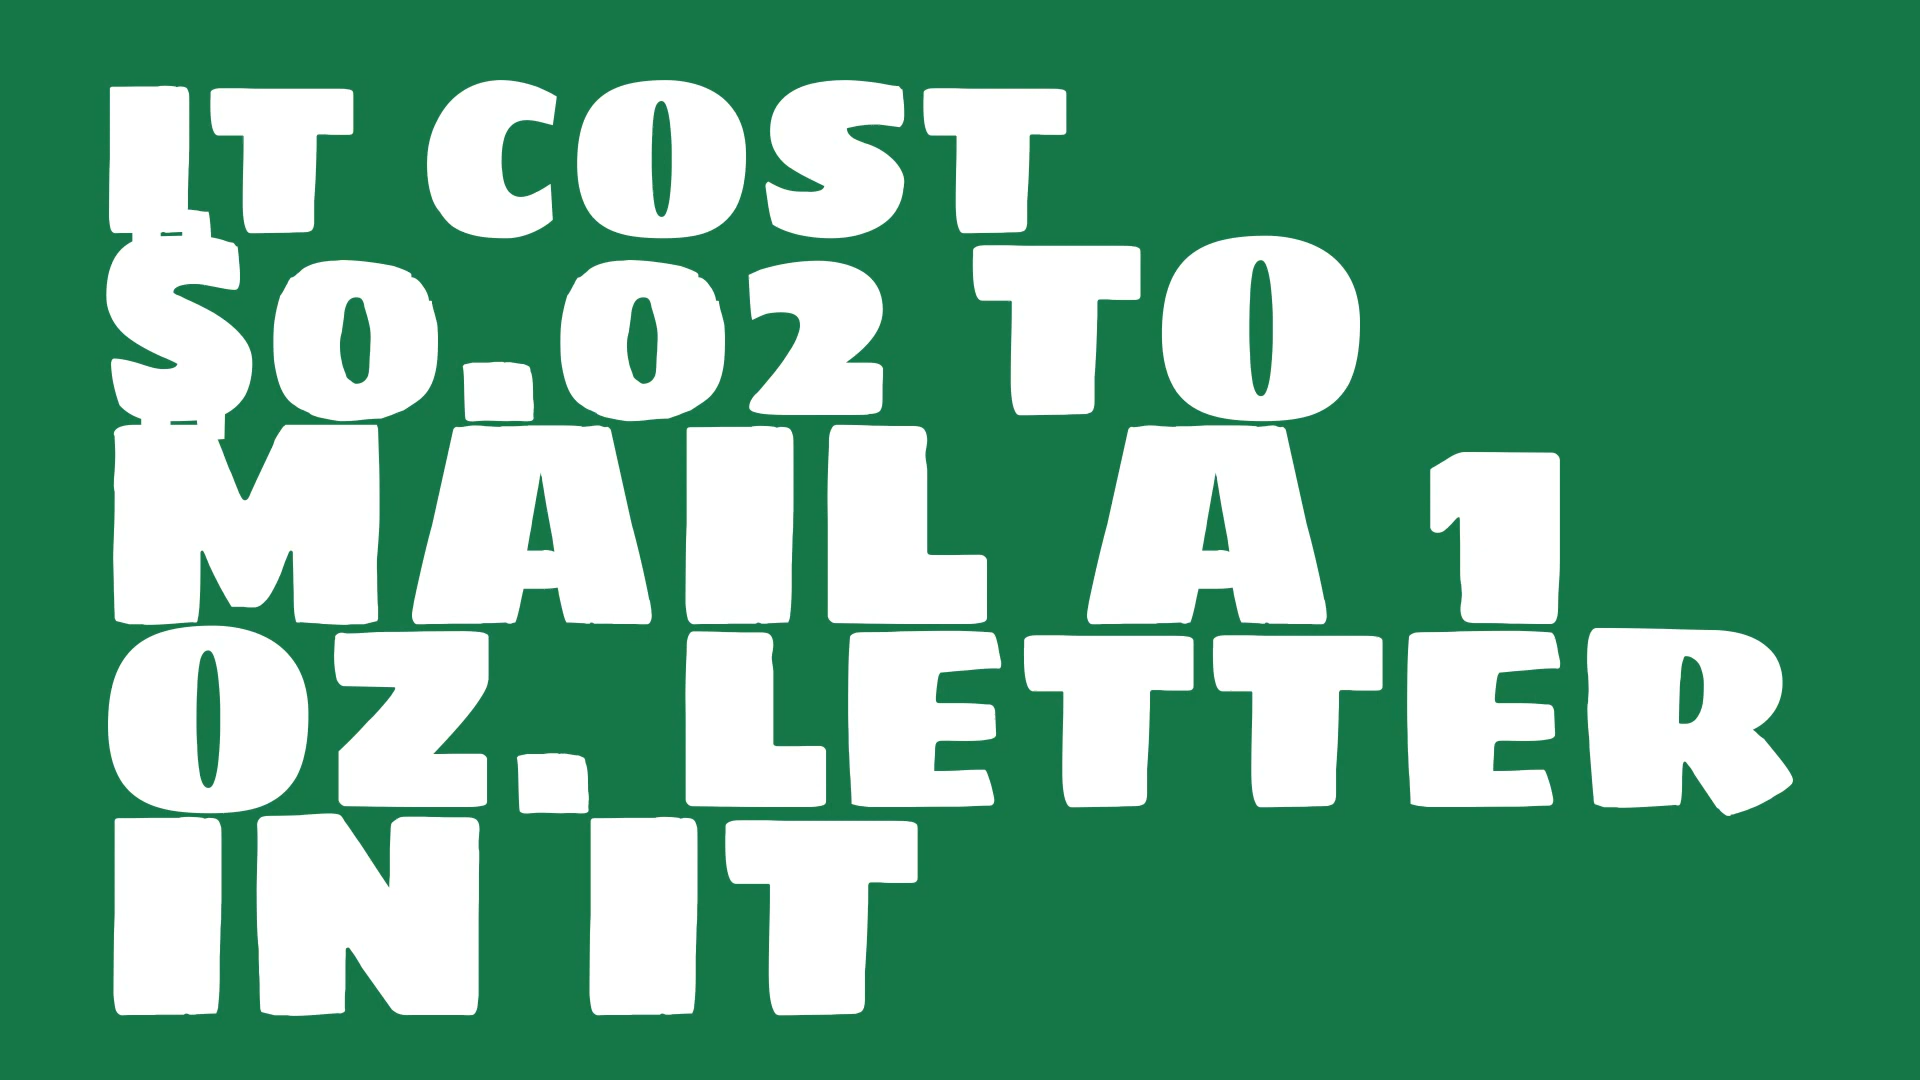 IT COST
$0.02 TO
MAIL A 1
OZ. LETTER
IN IT